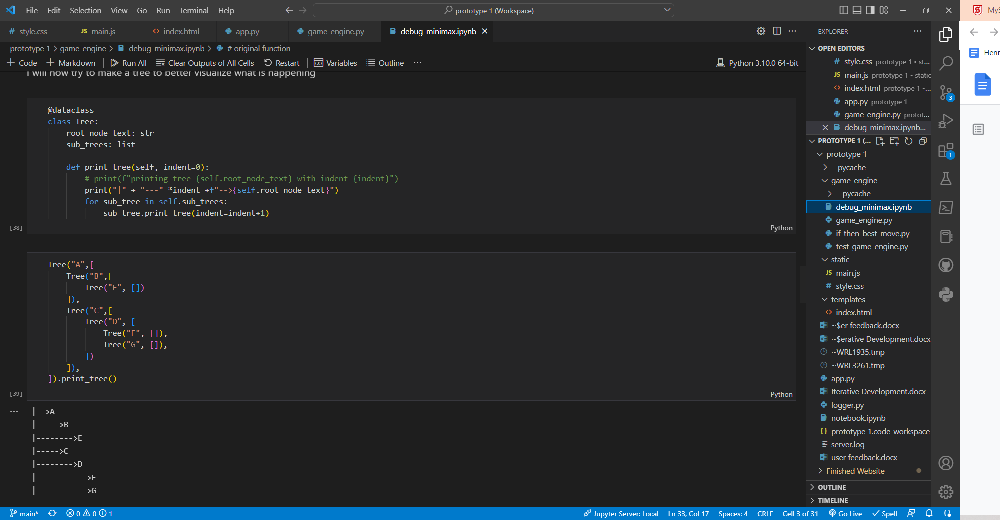 File Edit Selection View Go Run Terminal Help
prototype 1 (Workspace)
# style.css
JS main.js
<> index.html
app.py
game_engine.py
debug_minimax.ipynb
prototype 1 > game_engine > debug_minimax.ipynb > # original function
+ Code + Markdown
Run All
Clear Outputs of All Cells
Restart
Variables
Outline
...
Python 3.10.0 64-bit
I will now try to make a tree to better visualize what is happening
@dataclass
class Tree:
    root_node_text: str
    sub_trees: list
    def print_tree(self, indent=0):
        # print(f"printing tree {self.root_node_text} with indent {indent}")
        print("|" + "---" *indent +f"-->{self.root_node_text}")
        for sub_tree in self.sub_trees:
            sub_tree.print_tree(indent=indent+1)
[38]
Python
Tree("A",[
    Tree("B",[
        Tree("E", [])
    ]),
    Tree("C",[
        Tree("D", [
            Tree("F", []),
            Tree("G", []),
        ])
    ]),
]).print_tree()
[39]
Python
...
|-->A
|----->B
|-------->E
|----->C
|-------->D
|----------->F
|----------->G
EXPLORER
...
OPEN EDITORS
# style.css prototype 1 • st...
JS main.js prototype 1 • static
<> index.html prototype 1 •...
app.py prototype 1
game_engine.py protot...
debug_minimax.ipynb...
PROTOTYPE 1 (...
prototype 1
__pycache__
game_engine
__pycache__
debug_minimax.ipynb
game_engine.py
if_then_best_move.py
test_game_engine.py
static
JS main.js
# style.css
templates
<> index.html
~$er feedback.docx
~$erative Development.docx
~WRL1935.tmp
~WRL3261.tmp
app.py
Iterative Development.docx
logger.py
notebook.ipynb
{} prototype 1.code-workspace
server.log
user feedback.docx
Finished Website
OUTLINE
TIMELINE
3
1
MyS
Henr
main*
0 0 1
Jupyter Server: Local
Ln 33, Col 17
Spaces: 4
CRLF
Cell 3 of 31
Go Live
Spell